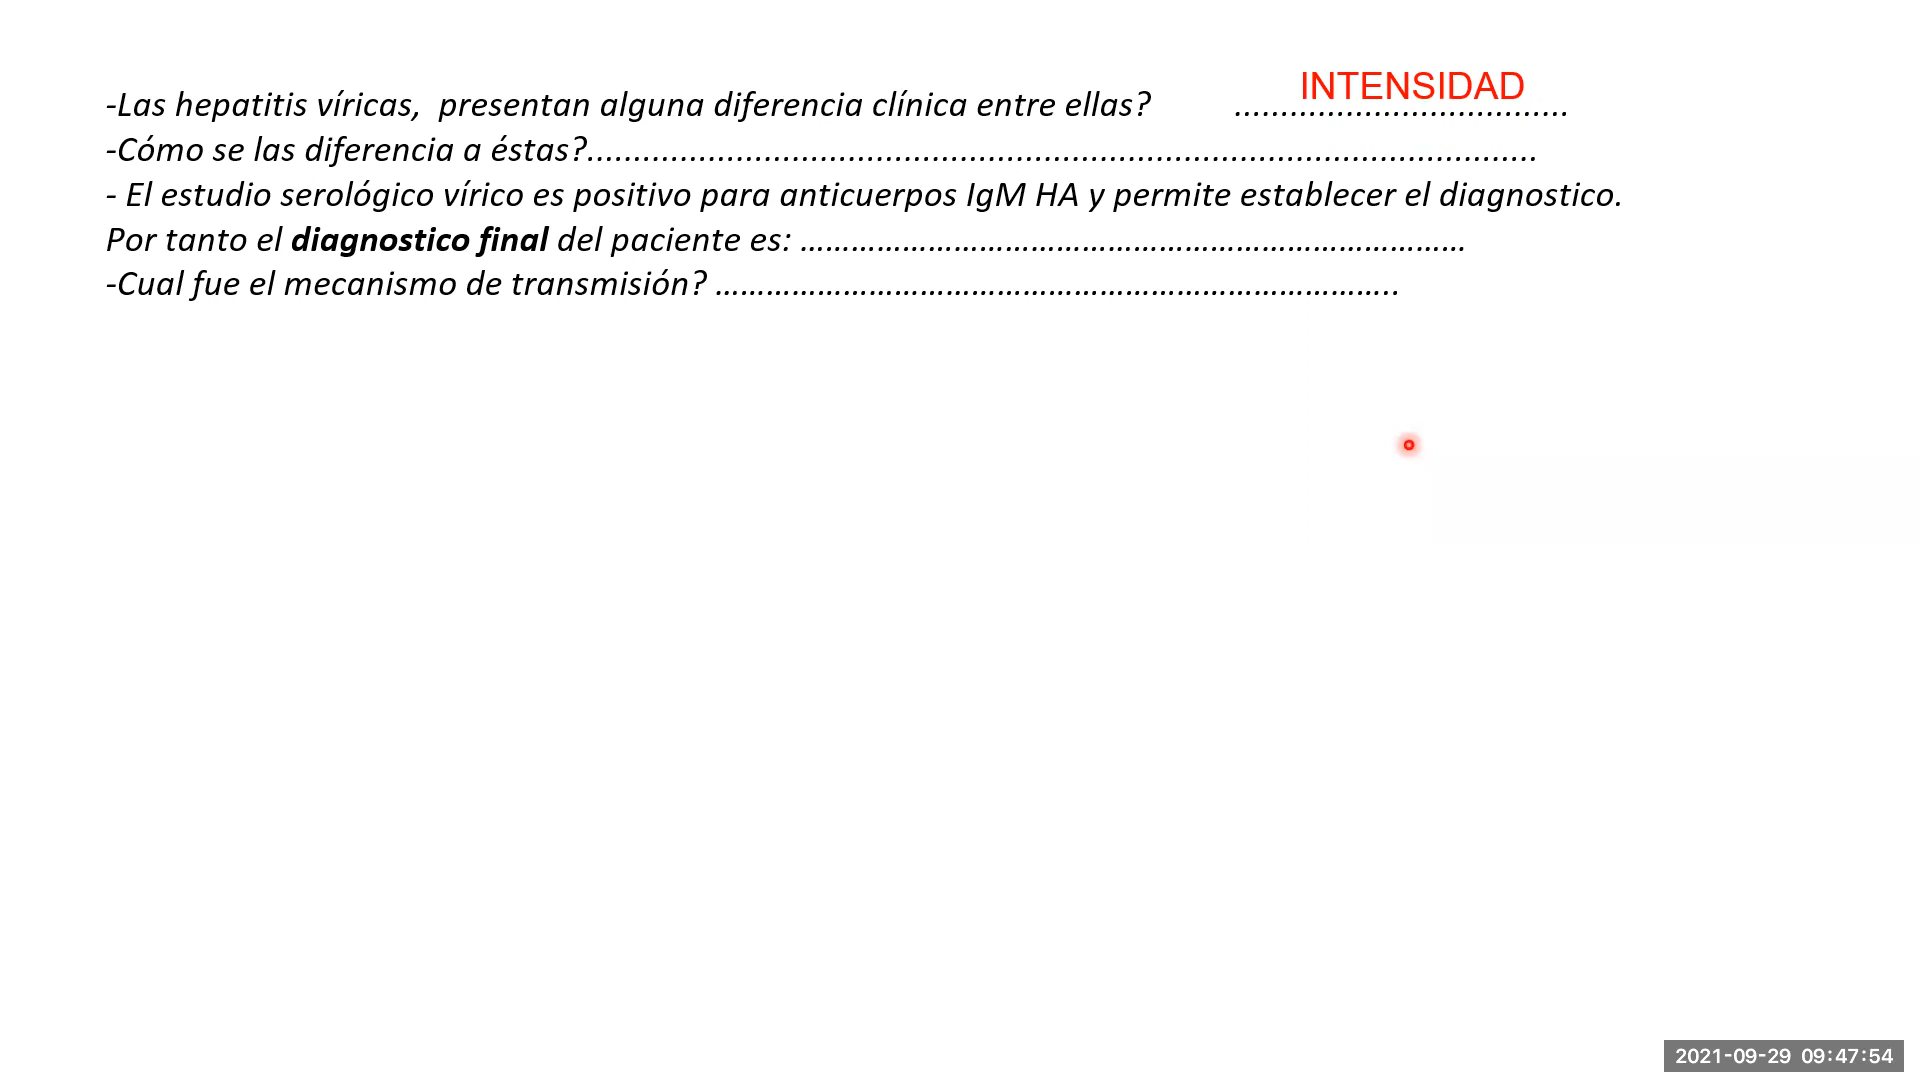 INTENSIDAD
-Las hepatitis víricas,  presentan alguna diferencia clínica entre ellas?          ....................................
-Cómo se las diferencia a éstas?.......................................................................................................
- El estudio serológico vírico es positivo para anticuerpos IgM HA y permite establecer el diagnostico.
Por tanto el diagnostico final del paciente es: ……………………………………………………………………
-Cual fue el mecanismo de transmisión? ……………………………………………………………………..
2021-09-29 09:47:54